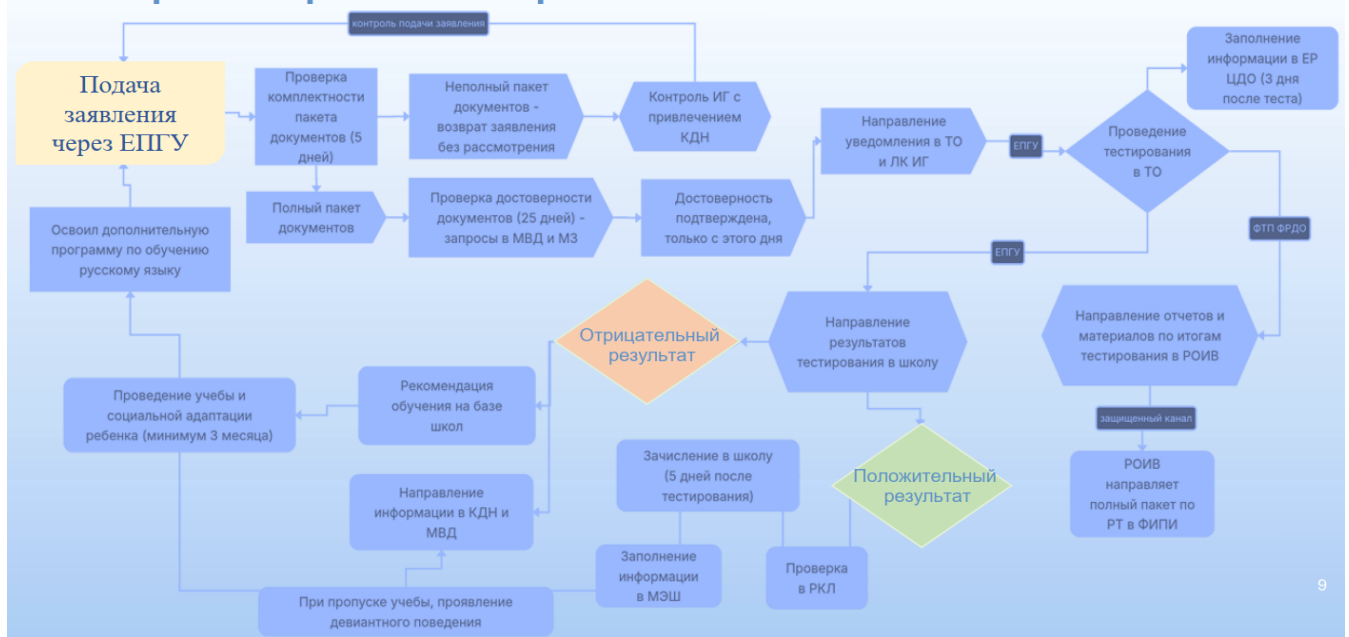 контроль подачи заявления
Подача
заявления
через ЕПГУ
Проверка
комплектности
пакета
документов (5
дней)
Неполный пакет
документов -
возврат заявления
без рассмотрения
Контроль ИГ с
привлечением
КДН
Направление
уведомления в ТО
и ЛК ИГ
ЕПГУ
Проведение
тестирования
в ТО
Заполнение
информации в ЕР
ЦДО (3 дня
после теста)
Полный пакет
документов
Проверка достоверности
документов (25 дней) -
запросы в МВД и МЗ
Достоверность
подтверждена,
только с этого дня
ЕПГУ
ФТП ФРДО
Освоил дополнительную
программу по обучению
русскому языку
Отрицательный
результат
Направление
результатов
тестирования в школу
Направление отчетов и
материалов по итогам
тестирования в РОИВ
Проведение учебы и
социальной адаптации
ребенка (минимум 3 месяца)
Рекомендация
обучения на базе
школ
защищенный канал
Зачисление в школу
(5 дней после
тестирования)
Положительный
результат
РОИВ
направляет
полный пакет по
РТ в ФИПИ
Направление
информации в КДН и
МВД
Заполнение
информации
в МЭШ
Проверка
в РКЛ
При пропуске учебы, проявление
девиантного поведения
9